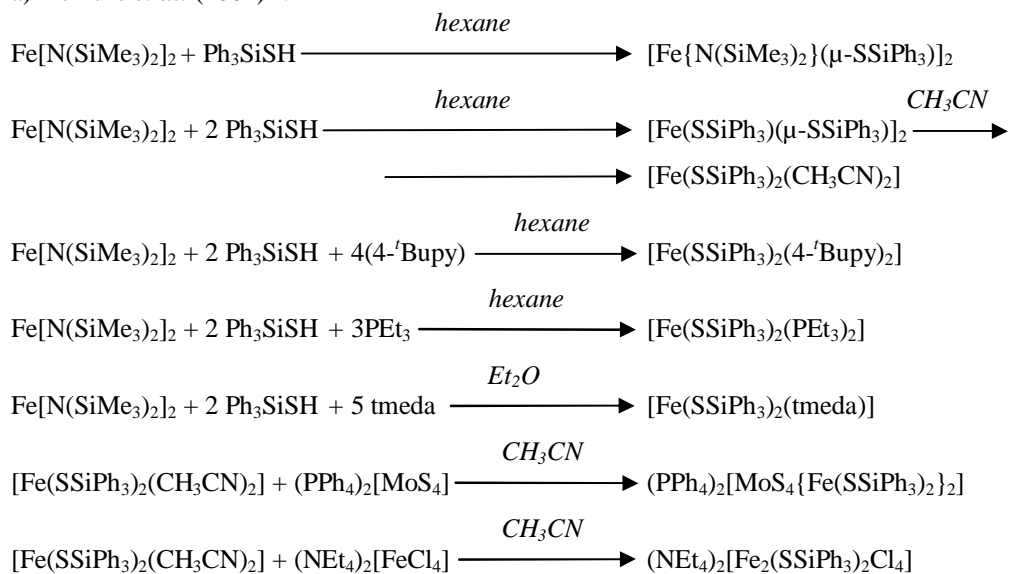 hexane
Fe[N(SiMe₃)₂]₂ + Ph₃SiSH [Fe{N(SiMe₃)₂}(μ-SSiPh₃)]₂
hexane CH₃CN
Fe[N(SiMe₃)₂]₂ + 2 Ph₃SiSH [Fe(SSiPh₃)(μ-SSiPh₃)]₂
[Fe(SSiPh₃)₂(CH₃CN)₂]
hexane
Fe[N(SiMe₃)₂]₂ + 2 Ph₃SiSH + 4(4-ᵗBupy) [Fe(SSiPh₃)₂(4-ᵗBupy)₂]
hexane
Fe[N(SiMe₃)₂]₂ + 2 Ph₃SiSH + 3PEt₃ [Fe(SSiPh₃)₂(PEt₃)₂]
Et₂O
Fe[N(SiMe₃)₂]₂ + 2 Ph₃SiSH + 5 tmeda [Fe(SSiPh₃)₂(tmeda)]
CH₃CN
[Fe(SSiPh₃)₂(CH₃CN)₂] + (PPh₄)₂[MoS₄] (PPh₄)₂[MoS₄{Fe(SSiPh₃)₂}₂]
CH₃CN
[Fe(SSiPh₃)₂(CH₃CN)₂] + (NEt₄)₂[FeCl₄] (NEt₄)₂[Fe₂(SSiPh₃)₂Cl₄]